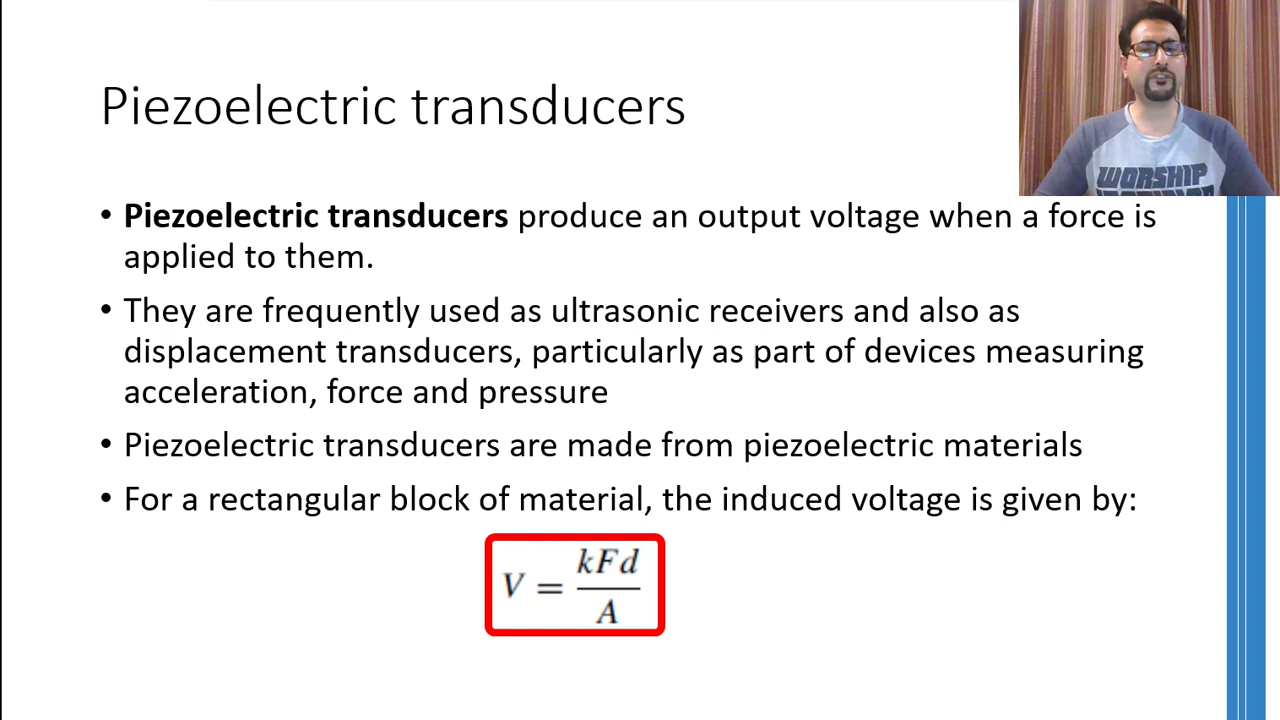 Piezoelectric transducers
WORSHIP
• Piezoelectric transducers produce an output voltage when a force is
applied to them.
• They are frequently used as ultrasonic receivers and also as
displacement transducers, particularly as part of devices measuring
acceleration, force and pressure
• Piezoelectric transducers are made from piezoelectric materials
• For a rectangular block of material, the induced voltage is given by:
V = kFd / A